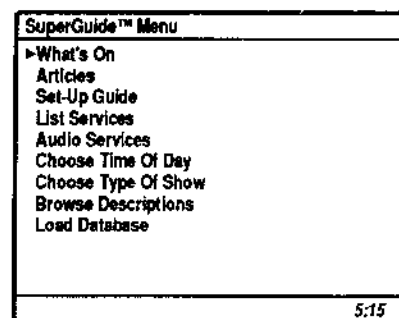 SuperGuide™ Menu
▸What's On
Articles
Set-Up Guide
List Services
Audio Services
Choose Time Of Day
Choose Type Of Show
Browse Descriptions
Load Database
5:15